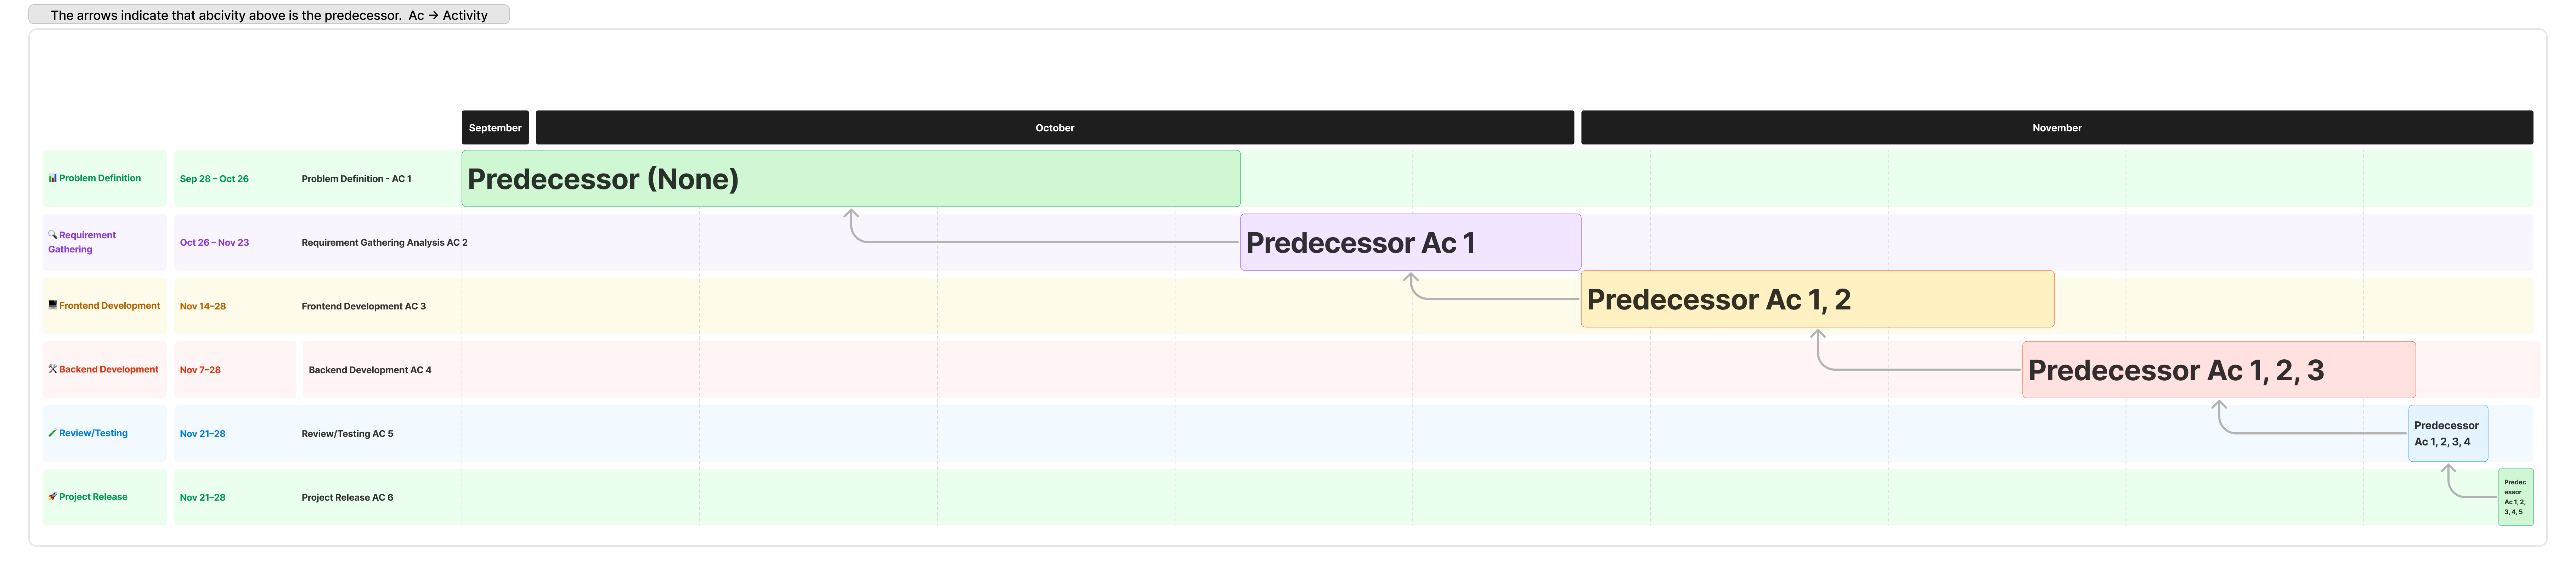 The arrows indicate that abcivity above is the predecessor. Ac → Activity
September
October
November
Problem Definition
Sep 28 – Oct 26
Problem Definition - AC 1
Predecessor (None)
Requirement
Gathering
Oct 26 – Nov 23
Requirement Gathering Analysis AC 2
Predecessor Ac 1
Frontend Development
Nov 14–28
Frontend Development AC 3
Predecessor Ac 1, 2
Backend Development
Nov 7–28
Backend Development AC 4
Predecessor Ac 1, 2, 3
Review/Testing
Nov 21–28
Review/Testing AC 5
Predecessor
Ac 1, 2, 3, 4
Project Release
Nov 21–28
Project Release AC 6
Predec
essor
Ac 1, 2,
3, 4, 5